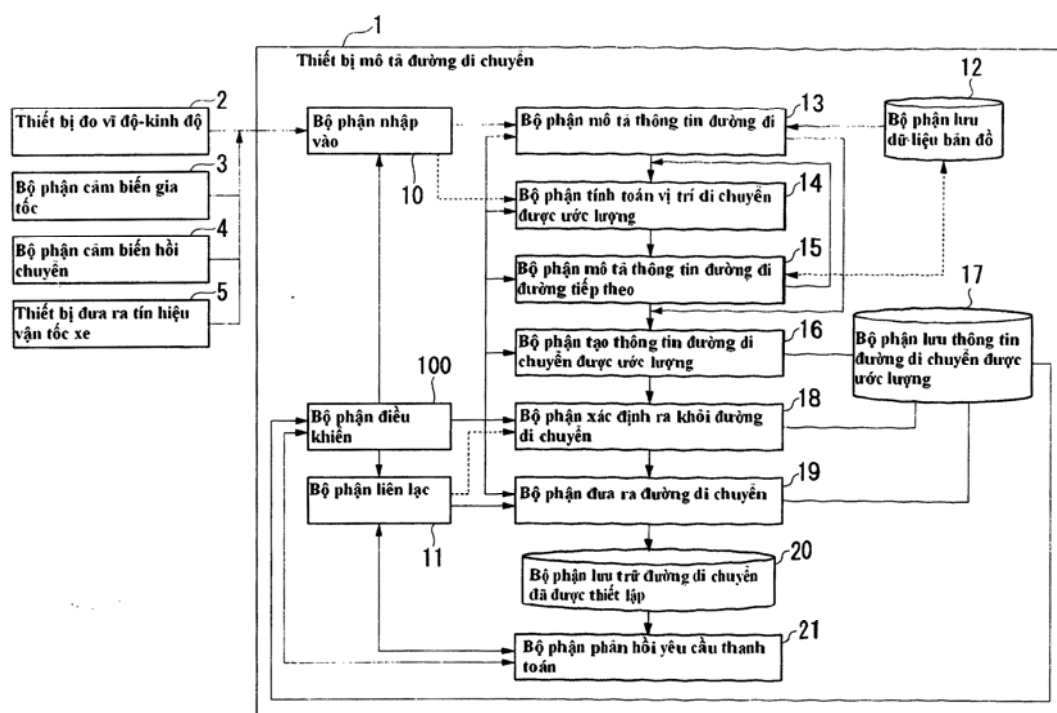 1
Thiết bị mô tả đường di chuyển
2
Thiết bị đo vĩ độ-kinh độ
3
Bộ phận cảm biến gia
tốc
4
Bộ phận cảm biến hồi
chuyển
5
Thiết bị đưa ra tín hiệu
vận tốc xe
Bộ phận nhập
vào
10
100
Bộ phận điều
khiển
Bộ phận liên lạc
11
13
Bộ phận mô tả thông tin đường đi
14
Bộ phận tính toán vị trí di chuyển
được ước lượng
15
Bộ phận mô tả thông tin đường đi
đường tiếp theo
16
Bộ phận tạo thông tin đường di
chuyển được ước lượng
18
Bộ phận xác định ra khỏi đường
di chuyển
19
Bộ phận đưa ra đường di chuyển
20
Bộ phận lưu trữ đường di chuyển
đã được thiết lập
21
Bộ phận phản hồi yêu cầu thanh
toán
12
Bộ phận lưu
dữ liệu bản đồ
17
Bộ phận lưu thông tin
đường di chuyển được
ước lượng